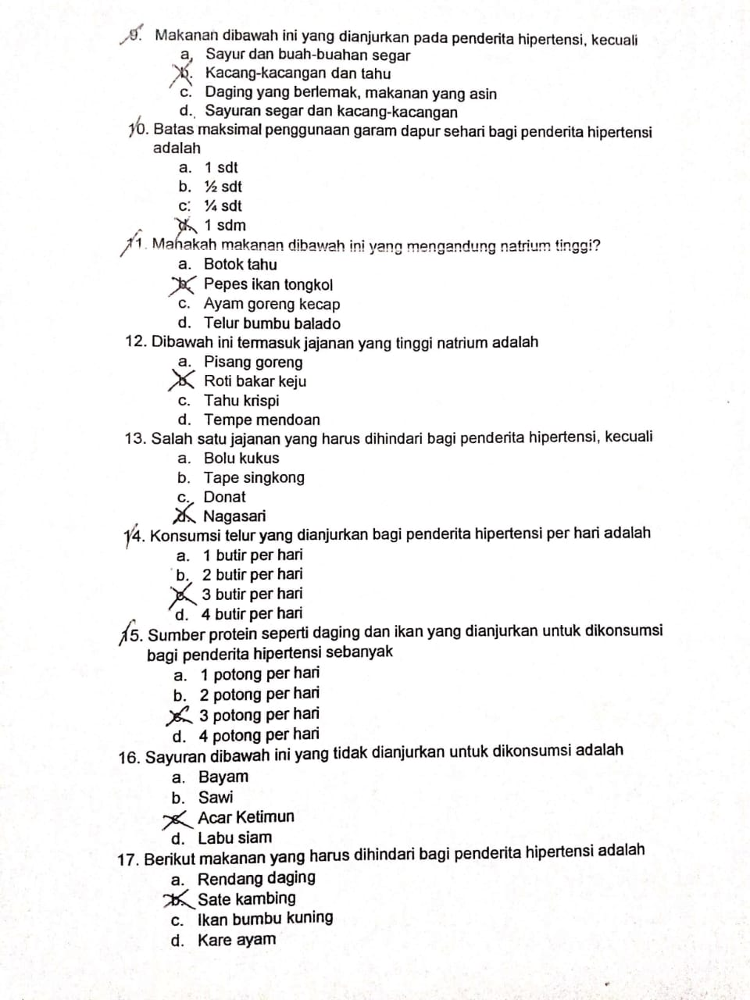 9. Makanan dibawah ini yang dianjurkan pada penderita hipertensi, kecuali
a. Sayur dan buah-buahan segar
b. Kacang-kacangan dan tahu
c. Daging yang berlemak, makanan yang asin
d. Sayuran segar dan kacang-kacangan
10. Batas maksimal penggunaan garam dapur sehari bagi penderita hipertensi
adalah
a. 1 sdt
b. ½ sdt
c. ¼ sdt
d. 1 sdm
11. Mahakah makanan dibawah ini yang mengandung natrium tinggi?
a. Botok tahu
b. Pepes ikan tongkol
c. Ayam goreng kecap
d. Telur bumbu balado
12. Dibawah ini termasuk jajanan yang tinggi natrium adalah
a. Pisang goreng
b. Roti bakar keju
c. Tahu krispi
d. Tempe mendoan
13. Salah satu jajanan yang harus dihindari bagi penderita hipertensi, kecuali
a. Bolu kukus
b. Tape singkong
c. Donat
d. Nagasari
14. Konsumsi telur yang dianjurkan bagi penderita hipertensi per hari adalah
a. 1 butir per hari
b. 2 butir per hari
c. 3 butir per hari
d. 4 butir per hari
15. Sumber protein seperti daging dan ikan yang dianjurkan untuk dikonsumsi
bagi penderita hipertensi sebanyak
a. 1 potong per hari
b. 2 potong per hari
c. 3 potong per hari
d. 4 potong per hari
16. Sayuran dibawah ini yang tidak dianjurkan untuk dikonsumsi adalah
a. Bayam
b. Sawi
c. Acar Ketimun
d. Labu siam
17. Berikut makanan yang harus dihindari bagi penderita hipertensi adalah
a. Rendang daging
b. Sate kambing
c. Ikan bumbu kuning
d. Kare ayam